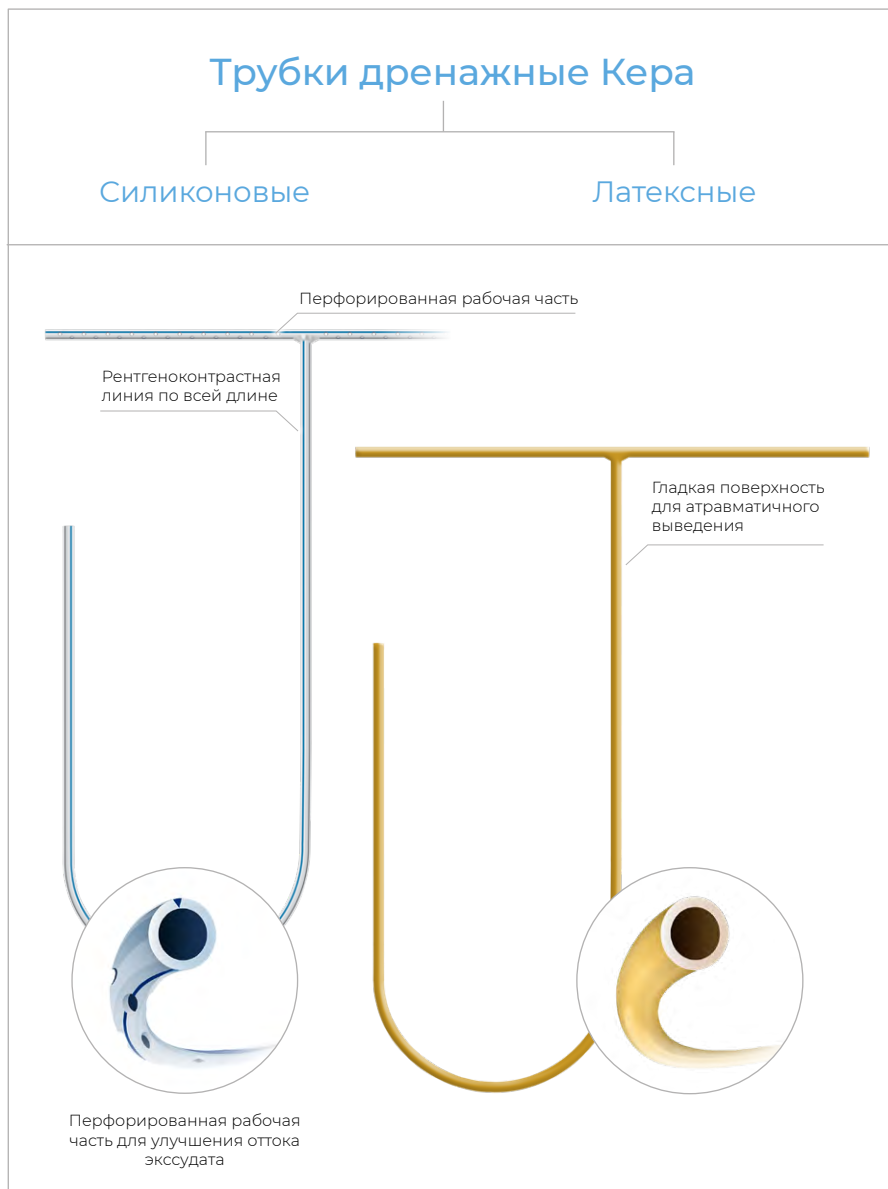 Трубки дренажные Кера
Силиконовые
Латексные
Перфорированная рабочая часть
Рентгеноконтрастная
линия по всей длине
Гладкая поверхность
для атравматичного
выведения
Перфорированная рабочая
часть для улучшения оттока
экссудата